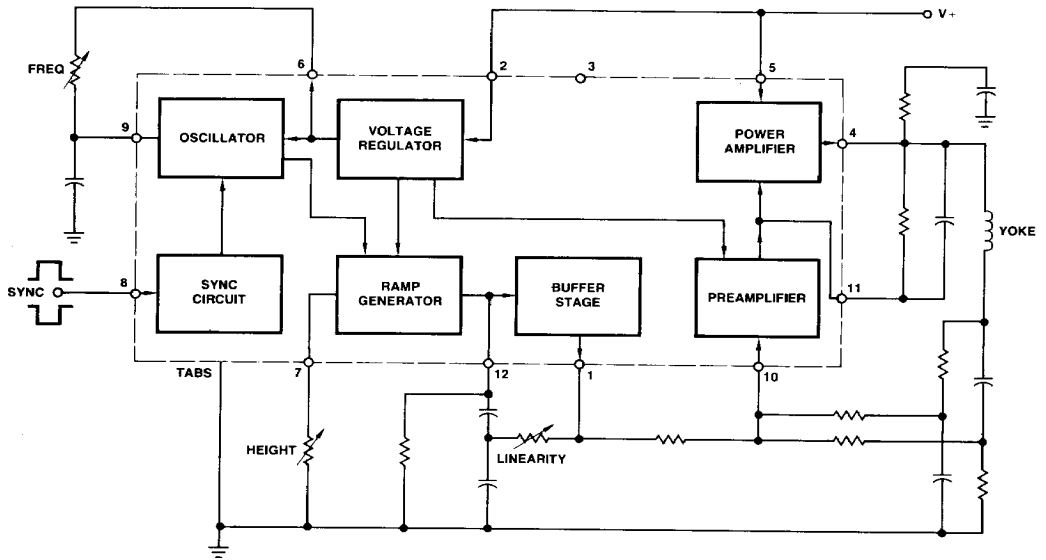 V+
FREQ
6
2
3
5
9
OSCILLATOR
VOLTAGE
REGULATOR
POWER
AMPLIFIER
4
YOKE
SYNC
8
SYNC
CIRCUIT
RAMP
GENERATOR
BUFFER
STAGE
PREAMPLIFIER
11
TABS
7
12
1
10
HEIGHT
LINEARITY